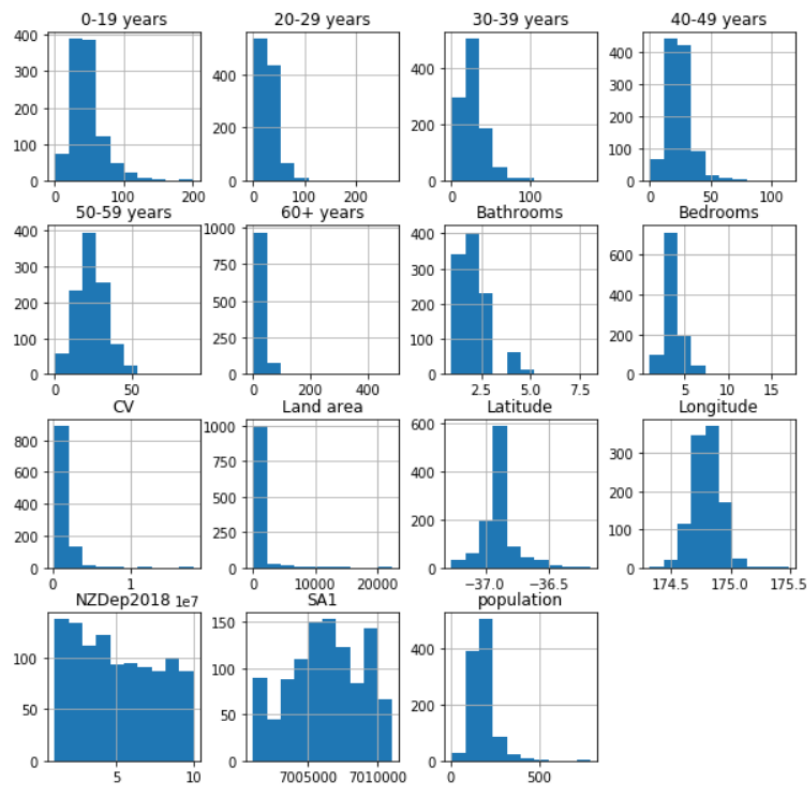 0-19 years 20-29 years 30-39 years 40-49 years
400 300 200 100 0
400 200 0
400 200 0
400 300 200 100 0
0 100 200
0 100 200
0 100
0 50 100
50-59 years 60+ years Bathrooms Bedrooms
400 300 200 100 0
1000 750 500 250 0
400 300 200 100 0
600 400 200 0
0 50
0 200 400
2.5 5.0 7.5
5 10 15
CV Land area Latitude Longitude
800 600 400 200 0
1000 750 500 250 0
600 400 200 0
300 200 100 0
0 1
0 10000 20000
−37.0 −36.5
174.5 175.0 175.5
NZDep2018 1e7 SA1 population
100 50 0
150 100 50 0
400 200 0
5 10
7005000 7010000
0 500